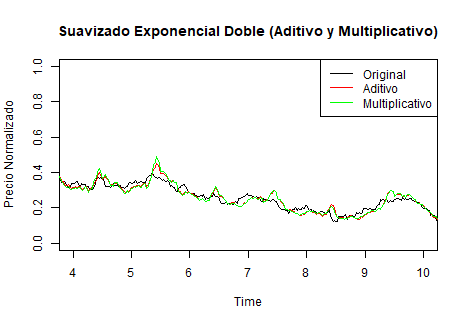 Suavizado Exponencial Doble (Aditivo y Multiplicativo)
Original
Aditivo
Multiplicativo
Precio Normalizado
1.0
0.8
0.6
0.4
0.2
0.0
4 5 6 7 8 9 10
Time